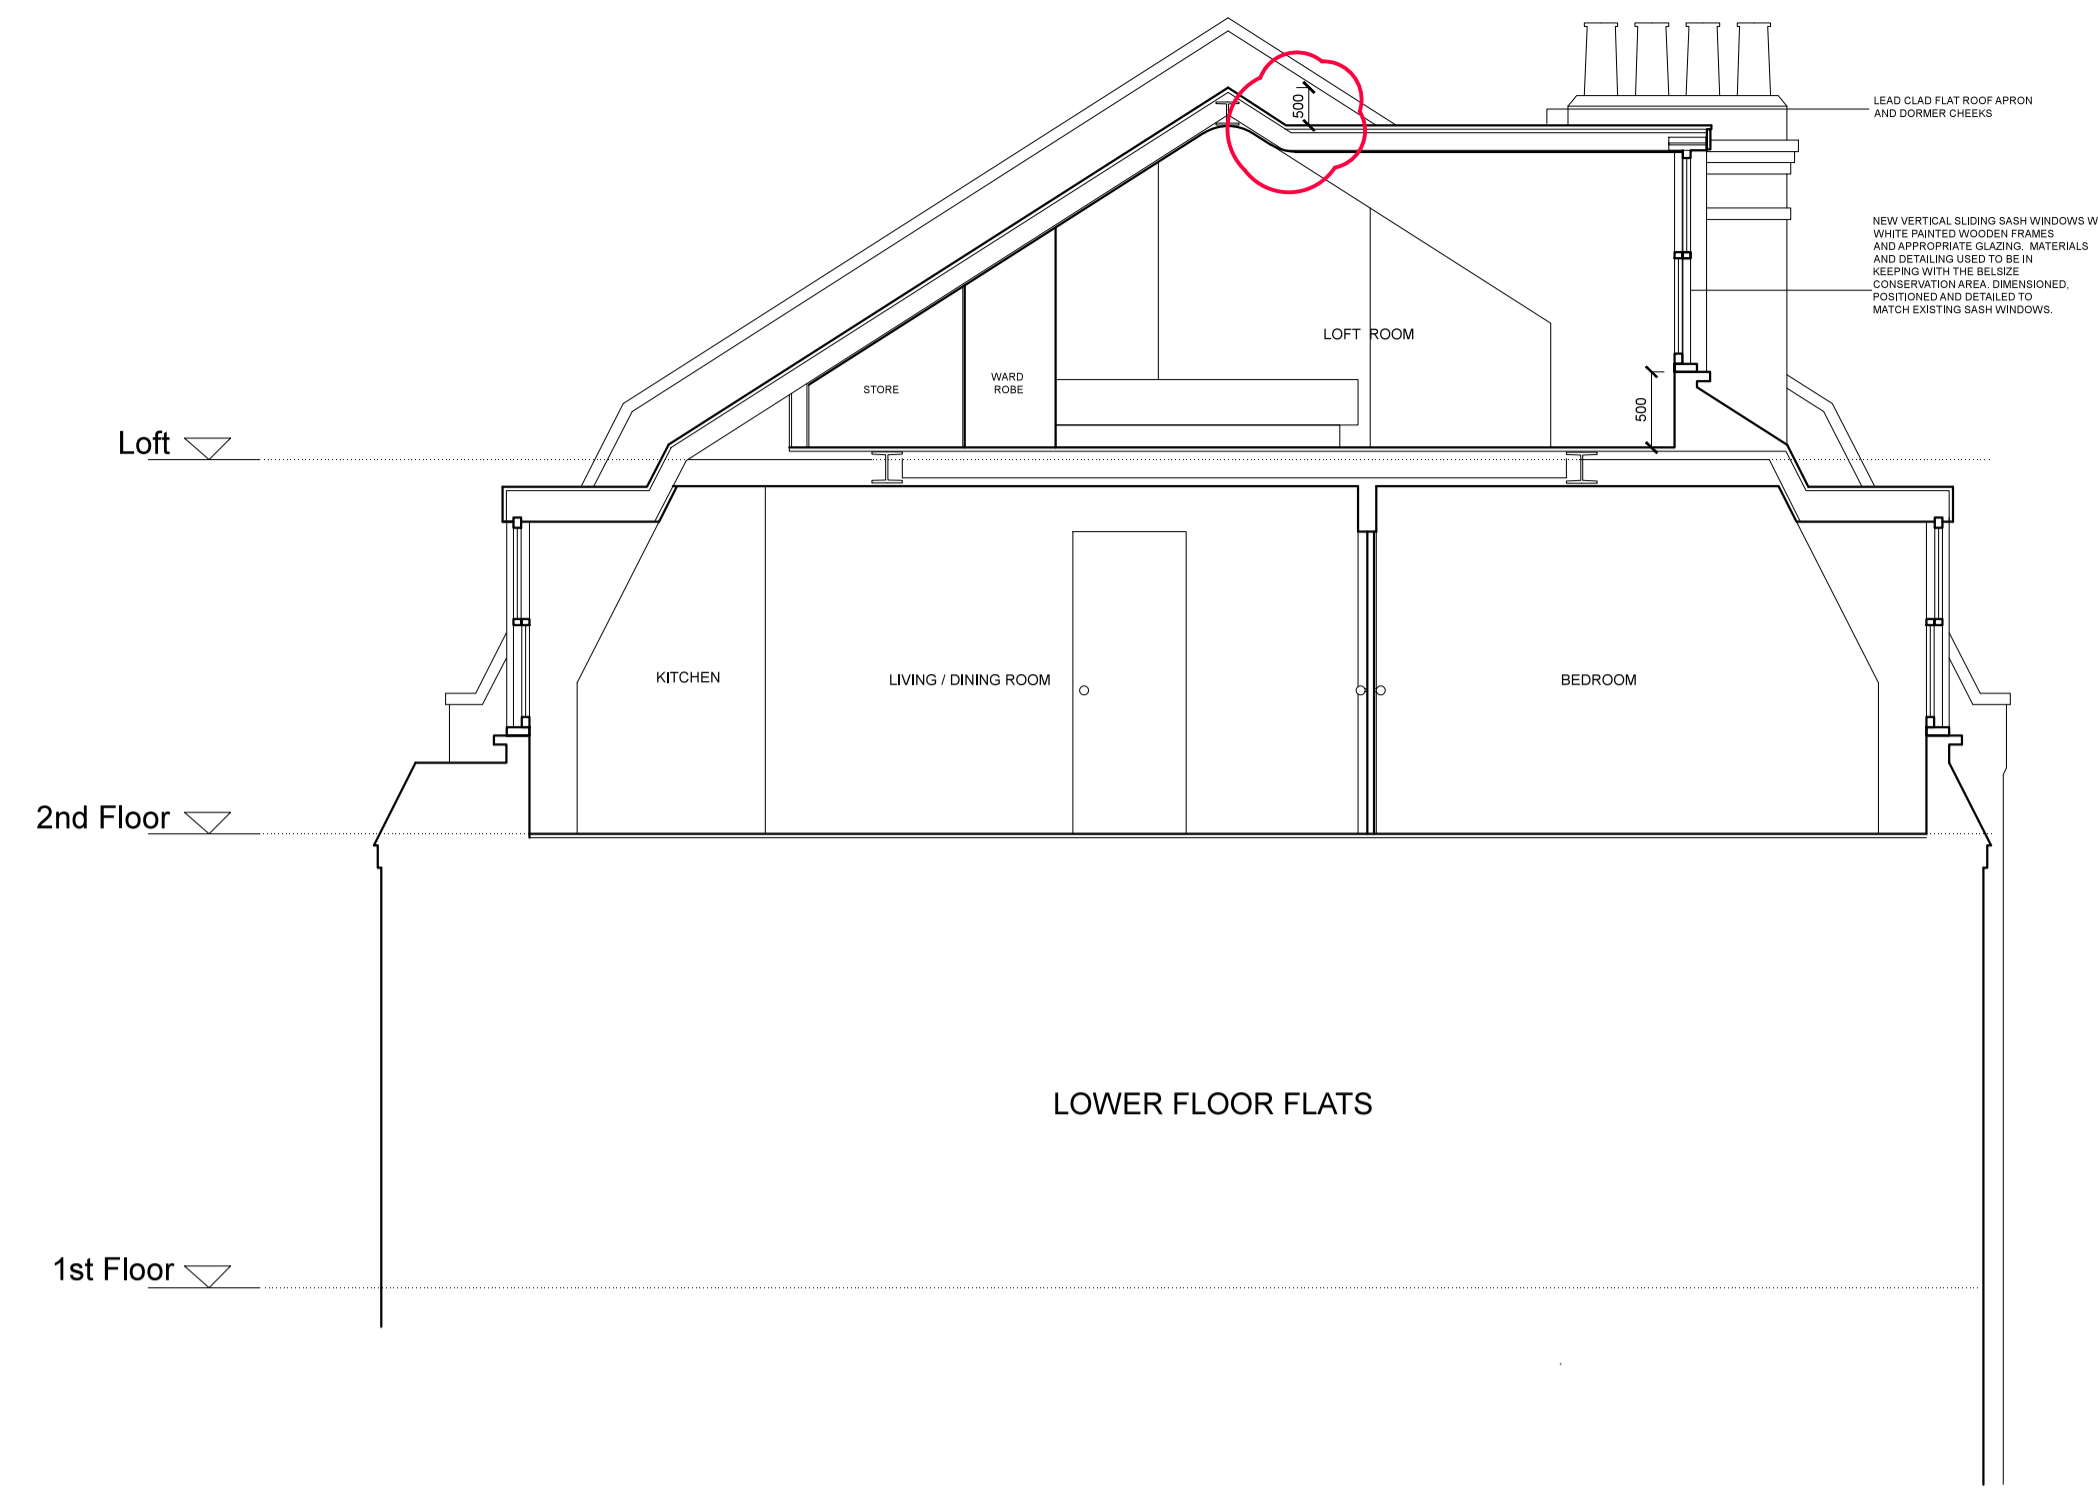 500
LEAD CLAD FLAT ROOF APRON
AND DORMER CHEEKS
NEW VERTICAL SLIDING SASH WINDOWS W
WHITE PAINTED WOODEN FRAMES
AND APPROPRIATE GLAZING. MATERIALS
AND DETAILING USED TO BE IN
KEEPING WITH THE BELSIZE
CONSERVATION AREA. DIMENSIONED,
POSITIONED AND DETAILED TO
MATCH EXISTING SASH WINDOWS.
LOFT ROOM
WARD
ROBE
STORE
500
Loft
KITCHEN
LIVING / DINING ROOM
BEDROOM
2nd Floor
LOWER FLOOR FLATS
1st Floor